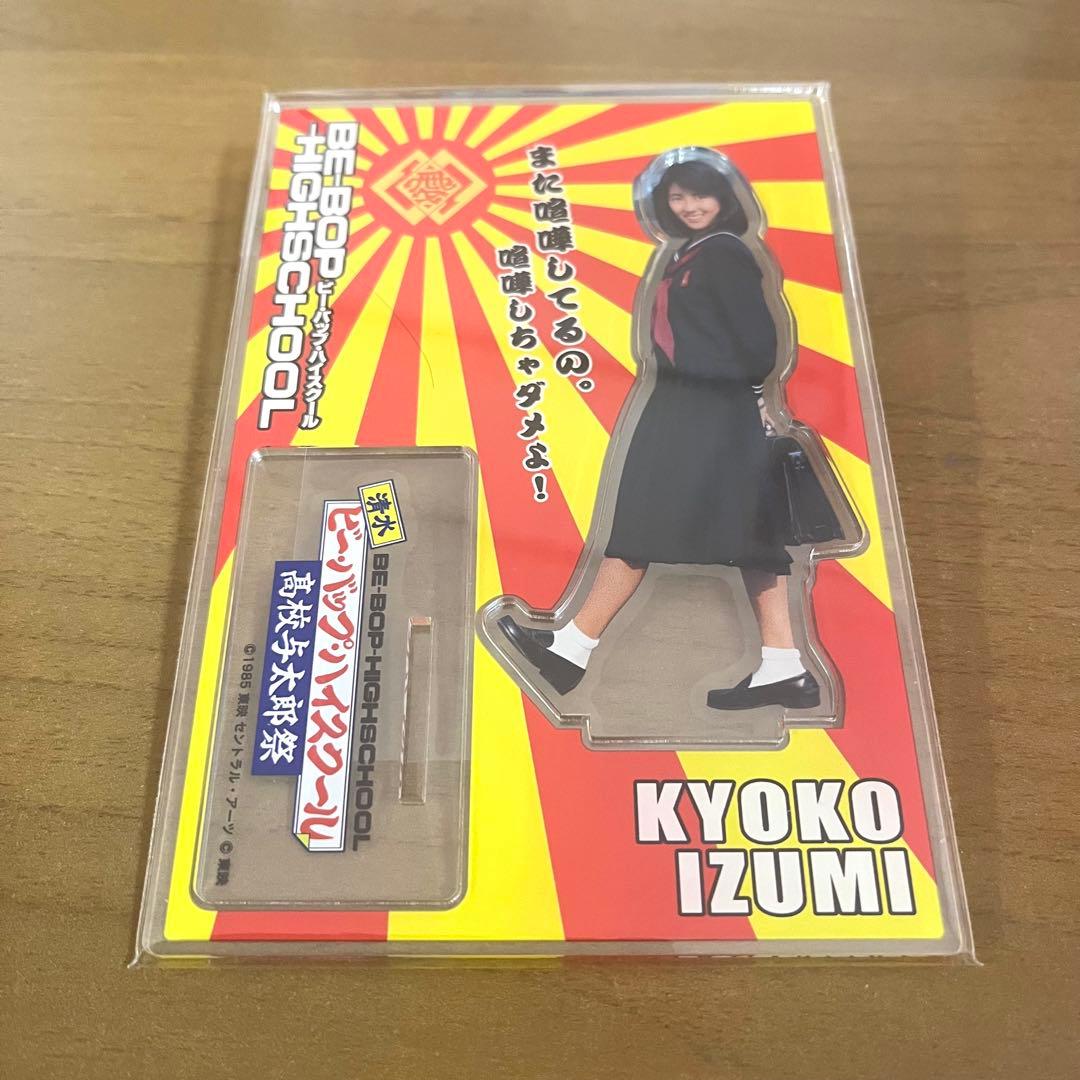 BE-BOP
-HIGHSCHOOL
ビー・バップ・ハイスクール
また喧嘩してるの。
喧嘩しちゃダメよ!
清水
ビー・バップ・ハイスクール
高校与太郎祭
BE-BOP-HIGHSCHOOL
©1985 東映 セントラル・アーツ © 東映
KYOKO
IZUMI